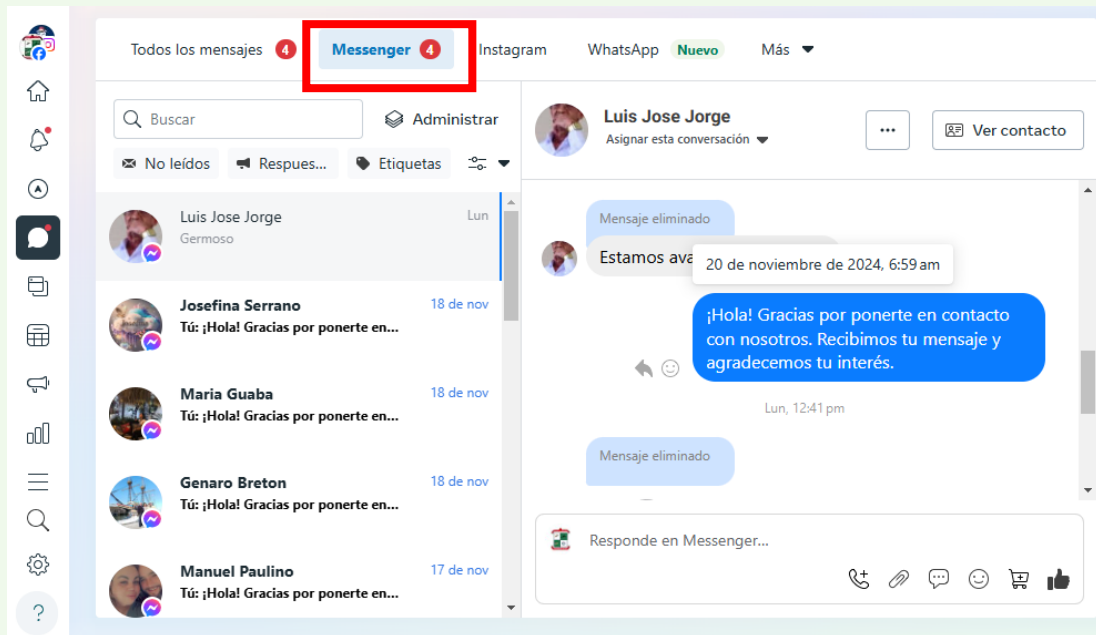 Todos los mensajes 4 Messenger 4 Instagram WhatsApp Nuevo Más
Buscar Administrar
No leídos Respues... Etiquetas
Luis Jose Jorge Lun
Germoso
Josefina Serrano 18 de nov
Tú: ¡Hola! Gracias por ponerte en...
Maria Guaba 18 de nov
Tú: ¡Hola! Gracias por ponerte en...
Genaro Breton 18 de nov
Tú: ¡Hola! Gracias por ponerte en...
Manuel Paulino 17 de nov
Tú: ¡Hola! Gracias por ponerte en...
Luis Jose Jorge
Asignar esta conversación
... Ver contacto
Mensaje eliminado
Estamos ava
20 de noviembre de 2024, 6:59 am
¡Hola! Gracias por ponerte en contacto
con nosotros. Recibimos tu mensaje y
agradecemos tu interés.
Lun, 12:41 pm
Mensaje eliminado
Responde en Messenger...
?